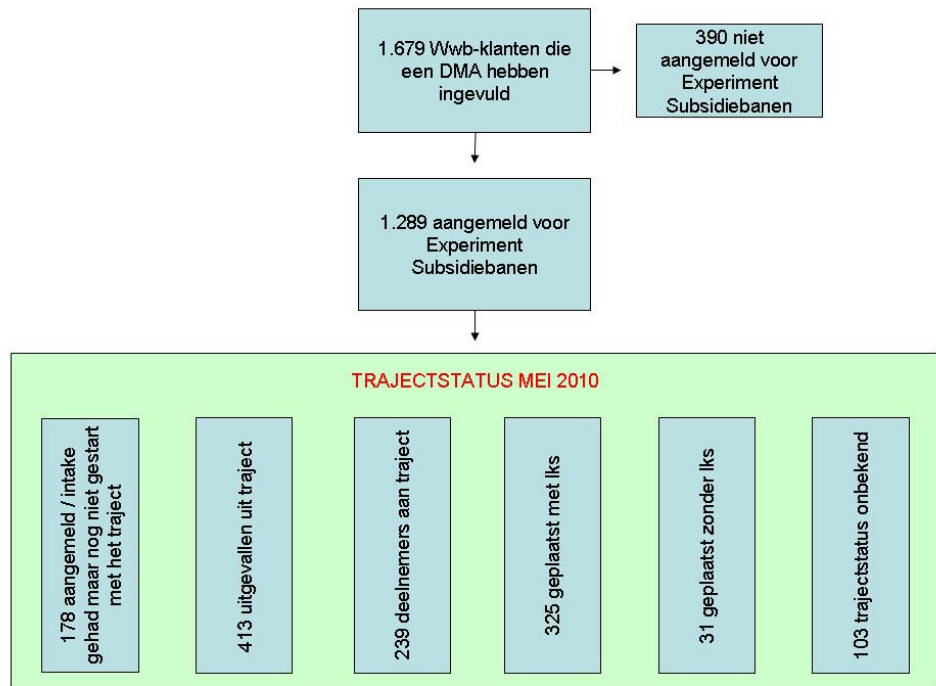 1.679 Wwb-klanten die
een DMA hebben
ingevuld
390 niet
aangemeld voor
Experiment
Subsidiebanen
1.289 aangemeld voor
Experiment
Subsidiebanen
TRAJECTSTATUS MEI 2010
178 aangemeld / intake
gehad maar nog niet gestart
met het traject
413 uitgevallen uit traject
239 deelnemers aan traject
325 geplaatst met lks
31 geplaatst zonder lks
103 trajectstatus onbekend